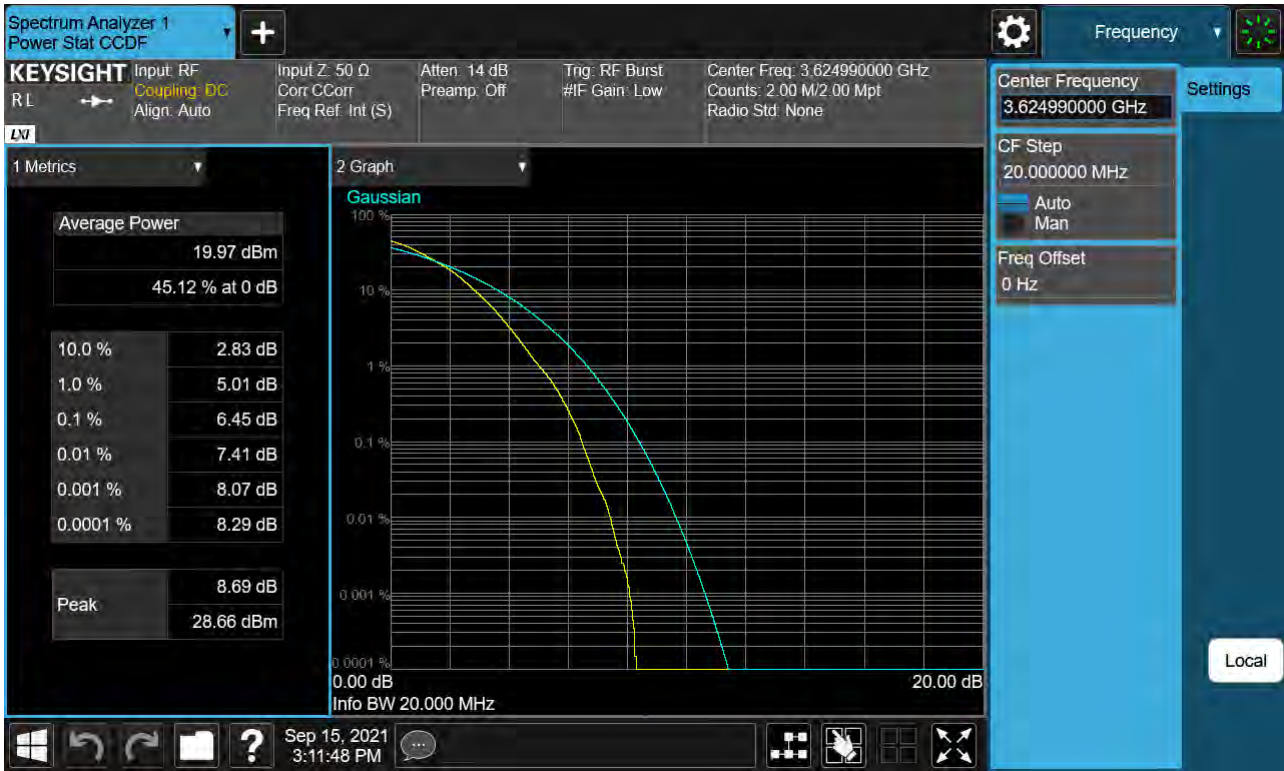 Spectrum Analyzer 1
Power Stat CCDF
+
Frequency
KEYSIGHT
RL
LXI
Input: RF
Coupling: DC
Align: Auto
Input Z: 50 Ω
Corr CCorr
Freq Ref: Int (S)
Atten: 14 dB
Preamp: Off
Trig: RF Burst
#IF Gain: Low
Center Freq: 3.624990000 GHz
Counts: 2.00 M/2.00 Mpt
Radio Std: None
Center Frequency
3.624990000 GHz
Settings
CF Step
20.000000 MHz
Auto
Man
Freq Offset
0 Hz
Local
1 Metrics
Average Power
19.97 dBm
45.12 % at 0 dB
10.0 % 2.83 dB
1.0 % 5.01 dB
0.1 % 6.45 dB
0.01 % 7.41 dB
0.001 % 8.07 dB
0.0001 % 8.29 dB
Peak
8.69 dB
28.66 dBm
2 Graph
Gaussian
100 %
10 %
1 %
0.1 %
0.01 %
0.001 %
0.0001 %
0.00 dB 20.00 dB
Info BW 20.000 MHz
?
Sep 15, 2021
3:11:48 PM